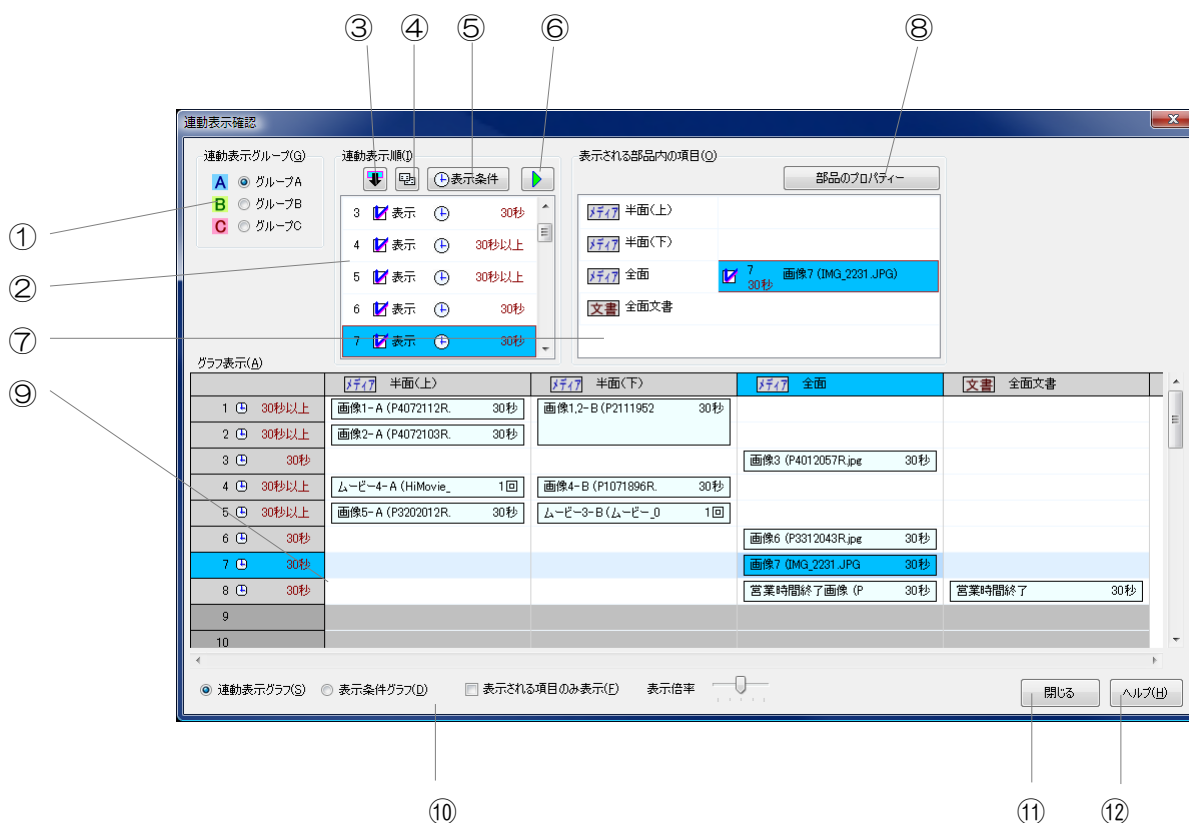 ③ ④ ⑤ ⑥ ⑧
連動表示確認
連動表示グループ(G)
A グループA
B グループB
C グループC
①
②
⑦
⑨
連動表示順(I)
表示条件
3 表示 30秒
4 表示 30秒以上
5 表示 30秒以上
6 表示 30秒
7 表示 30秒
表示される部品内の項目(O)
部品のプロパティー
メディア 半面(上)
メディア 半面(下)
メディア 全面 7 30秒 画像7 (IMG_2231.JPG)
文書 全面文書
グラフ表示(A)
メディア 半面(上) メディア 半面(下) メディア 全面 文書 全面文書
1 30秒以上 画像1-A (P4072112R. 30秒 画像1,2-B (P2111952 30秒
2 30秒以上 画像2-A (P4072103R. 30秒
3 30秒 画像3 (P4012057R.jpg 30秒
4 30秒以上 ムービー4-A (HiMovie_ 1回 画像4-B (P1071896R. 30秒
5 30秒以上 画像5-A (P3202012R. 30秒 ムービー3-B (ムービー_0 1回
6 30秒 画像6 (P3312043R.jpg 30秒
7 30秒 画像7 (IMG_2231.JPG 30秒
8 30秒 営業時間終了画像 (P 30秒 営業時間終了 30秒
9
10
連動表示グラフ(S) 表示条件グラフ(D) 表示される項目のみ表示(F) 表示倍率 閉じる ヘルプ(H)
⑩ ⑪ ⑫